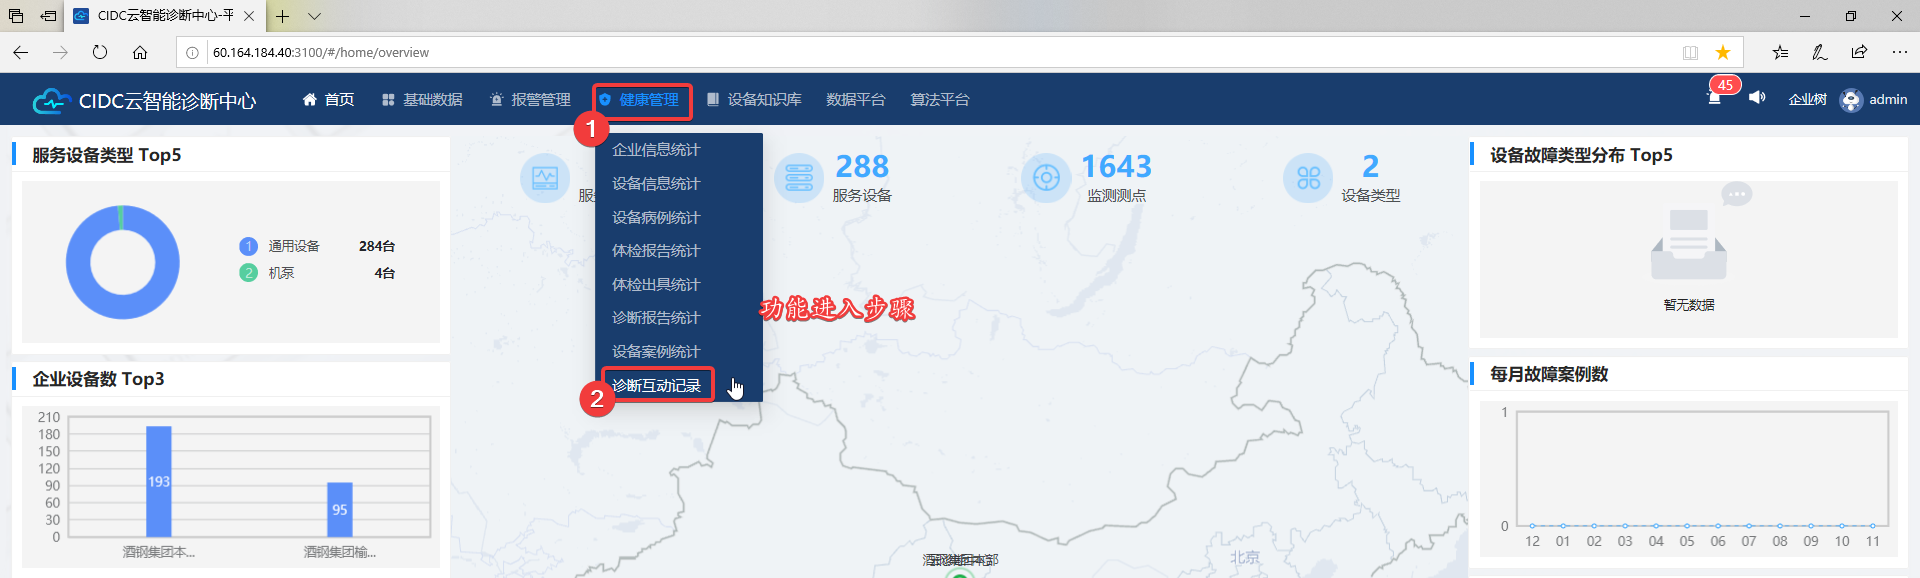 CIDC云智能诊断中心-平
60.164.184.40:3100/#/home/overview
CIDC云智能诊断中心
首页
基础数据
报警管理
健康管理
设备知识库
数据平台
算法平台
45
企业树
admin
1
企业信息统计
设备信息统计
设备病例统计
体检报告统计
体检出具统计
诊断报告统计
设备案例统计
诊断互动记录
2
功能进入步骤
服务设备类型 Top5
1 通用设备 284台
2 机泵 4台
企业设备数 Top3
210
180
150
120
90
60
30
0
193
95
酒钢集团本...
酒钢集团榆...
288
服务设备
1643
监测测点
2
设备类型
北京
设备故障类型分布 Top5
暂无数据
每月故障案例数
1
0
12 01 02 03 04 05 06 07 08 09 10 11